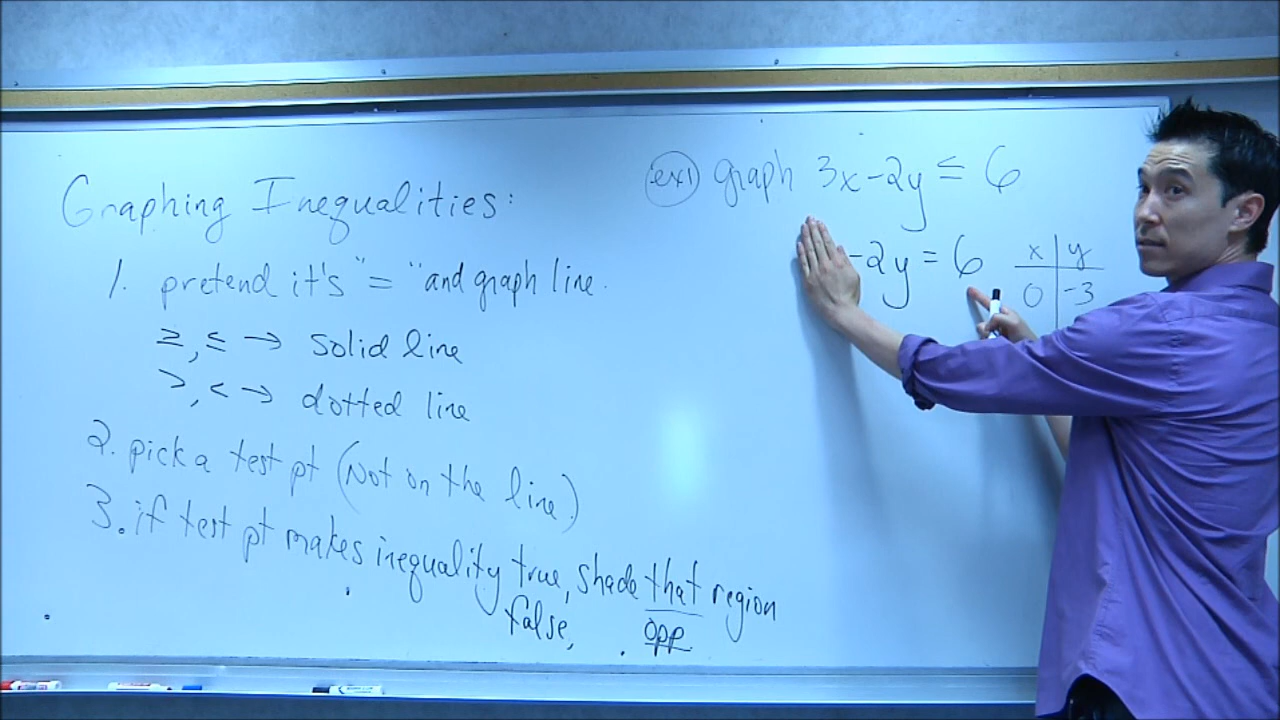 Graphing Inequalities:
1. pretend it's "=" and graph line.
≥, ≤ → solid line
>, < → dotted line
2. pick a test pt (Not on the line)
3. if test pt makes inequality true, shade that region
false, opp
ex1 graph 3x-2y ≤ 6
-2y = 6
x y
0 -3